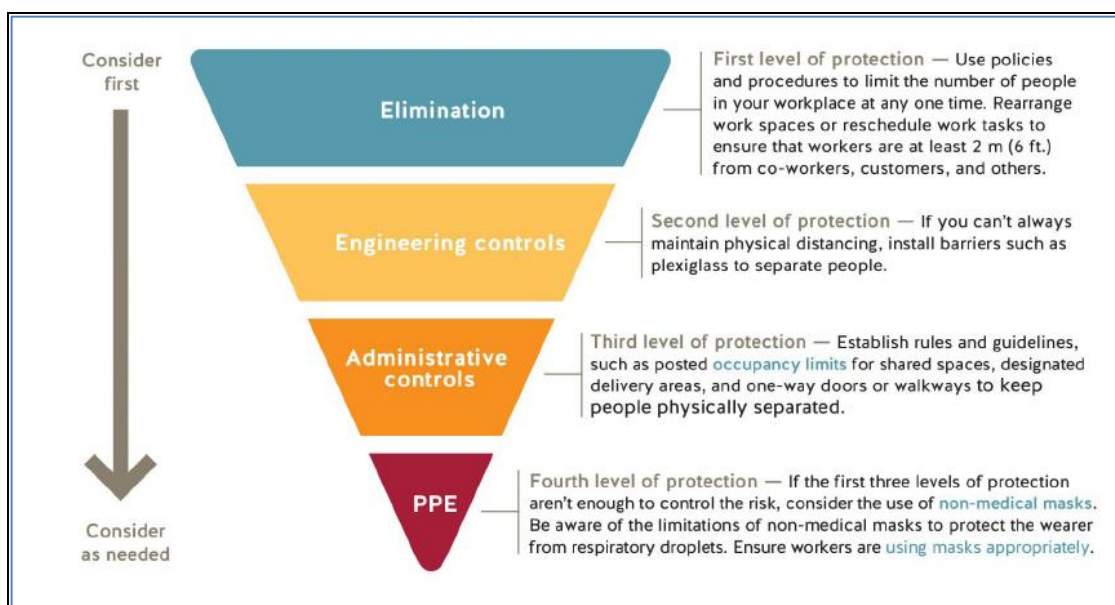 Consider
first
Elimination
First level of protection — Use policies
and procedures to limit the number of people
in your workplace at any one time. Rearrange
work spaces or reschedule work tasks to
ensure that workers are at least 2 m (6 ft.)
from co-workers, customers, and others.
Engineering controls
Second level of protection — If you can't always
maintain physical distancing, install barriers such as
plexiglass to separate people.
Administrative
controls
Third level of protection — Establish rules and guidelines,
such as posted occupancy limits for shared spaces, designated
delivery areas, and one-way doors or walkways to keep
people physically separated.
PPE
Fourth level of protection — If the first three levels of protection
aren't enough to control the risk, consider the use of non-medical masks.
Be aware of the limitations of non-medical masks to protect the wearer
from respiratory droplets. Ensure workers are using masks appropriately.
Consider
as needed